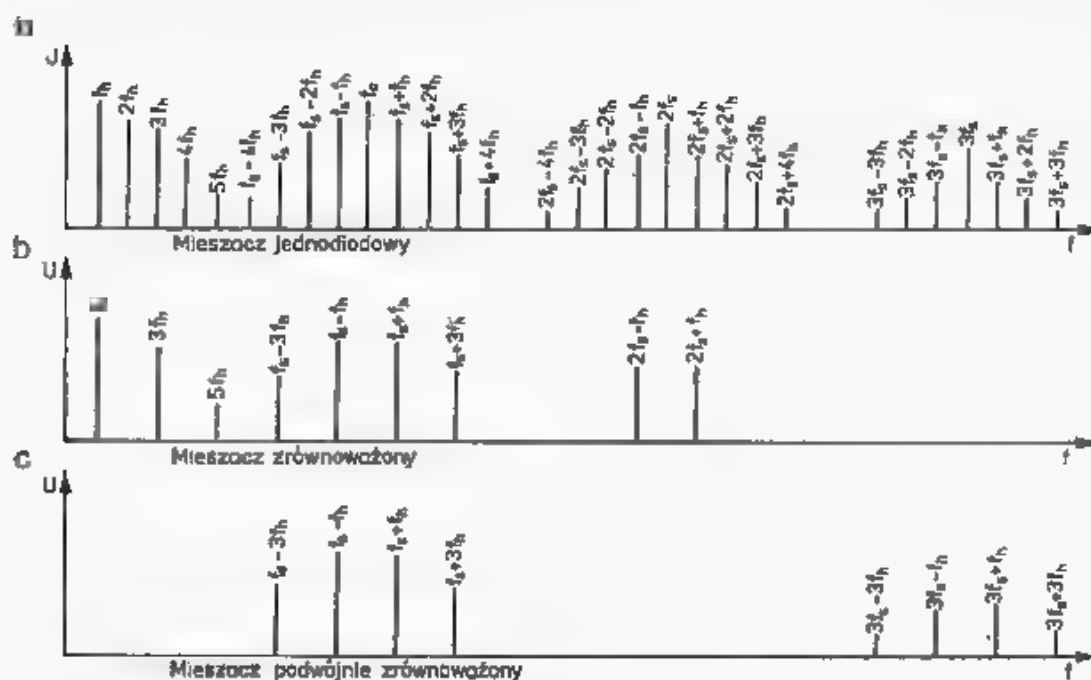 a
U
fh 2fh 3fh 4fh 5fh fs-4fh fs-3fh fs-2fh fs-fh fs fs+fh fs+2fh fs+3fh fs+4fh 2fs-4fh 2fs-3fh 2fs-2fh 2fs-fh 2fs 2fs+fh 2fs+2fh 2fs+3fh 2fs+4fh 3fs-3fh 3fs-2fh 3fs-fh 3fs 3fs+fh 3fs+2fh 3fs+3fh
Mieszacz jednodiodowy f
b
U
3fh 5fh fs-3fh fs-fh fs+fh fs+3fh 2fs-fh 2fs+fh
Mieszacz zrównoważony f
c
U
fs-3fh fs-fh fs+fh fs+3fh 3fs-3fh 3fs-fh 3fs+fh 3fs+3fh
Mieszacz podwójnie zrównoważony f